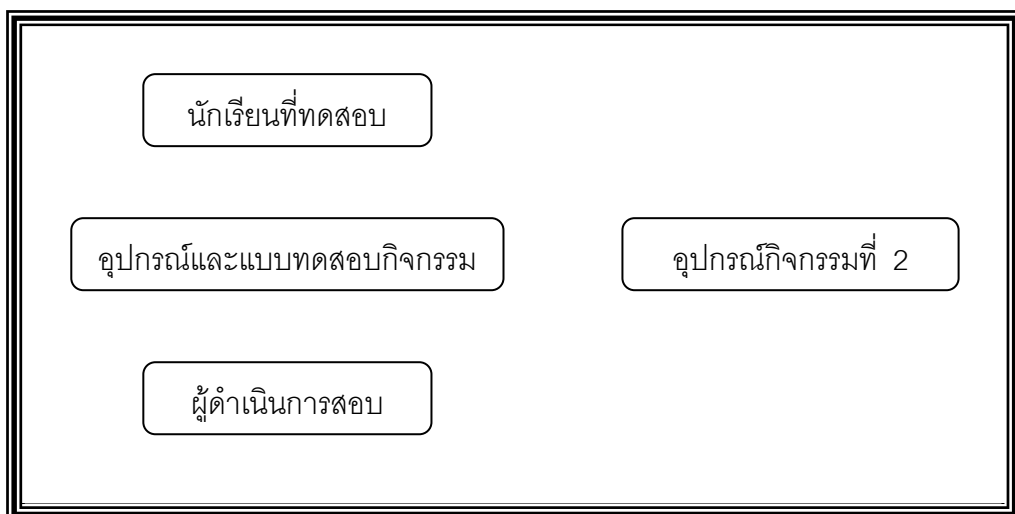 นักเรียนที่ทดสอบ
อุปกรณ์และแบบทดสอบกิจกรรม
อุปกรณ์กิจกรรมที่ 2
ผู้ดำเนินการสอบ